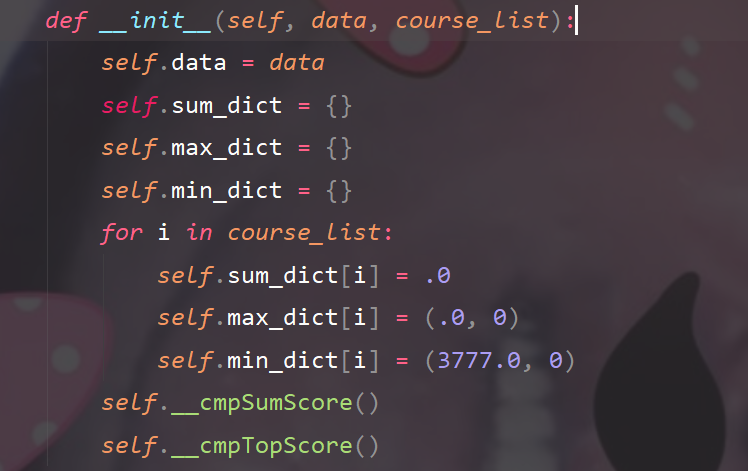 def __init__(self, data, course_list):
self.data = data
self.sum_dict = {}
self.max_dict = {}
self.min_dict = {}
for i in course_list:
self.sum_dict[i] = .0
self.max_dict[i] = (.0, 0)
self.min_dict[i] = (3777.0, 0)
self.__cmpSumScore()
self.__cmpTopScore()